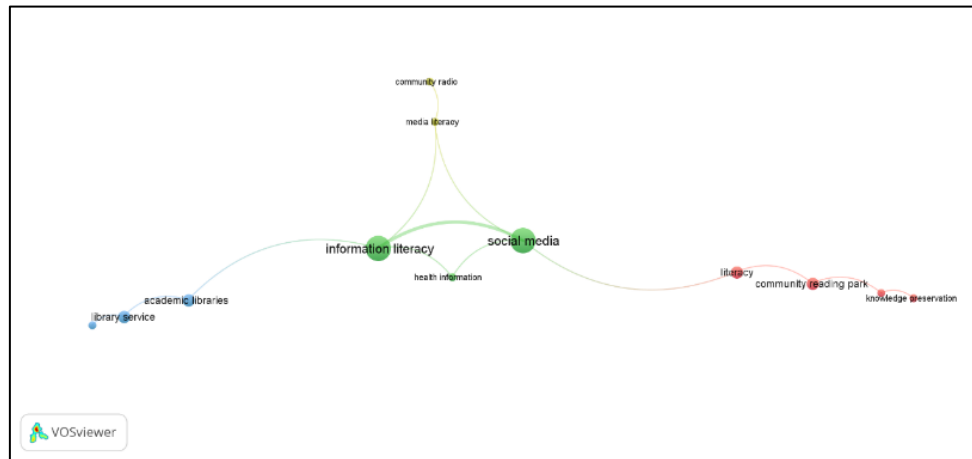 community radio
media literacy
information literacy
social media
health information
literacy
community reading park
knowledge preservation
academic libraries
library service
VOSviewer